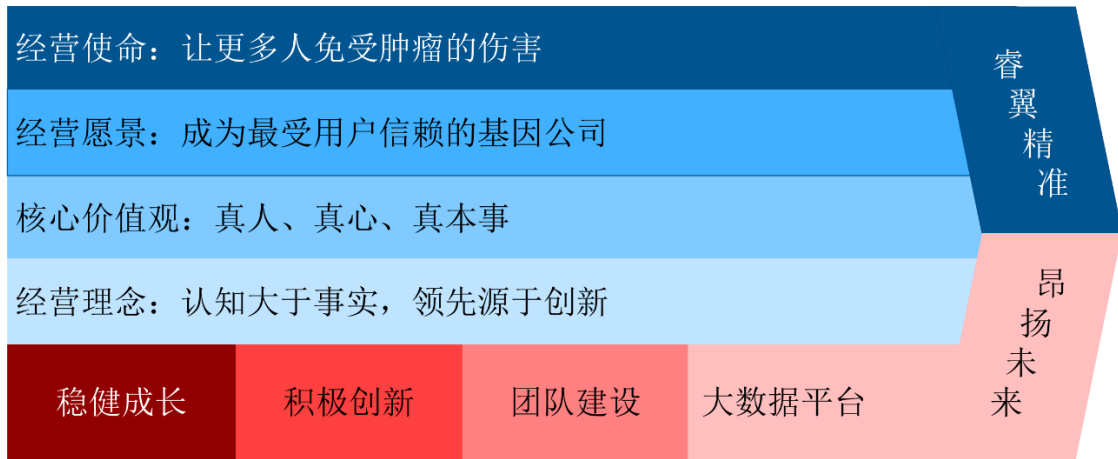 经营使命：让更多人免受肿瘤的伤害
经营愿景：成为最受用户信赖的基因公司
核心价值观：真人、真心、真本事
经营理念：认知大于事实，领先源于创新
稳健成长
积极创新
团队建设
大数据平台
睿翼精准
昂扬未来